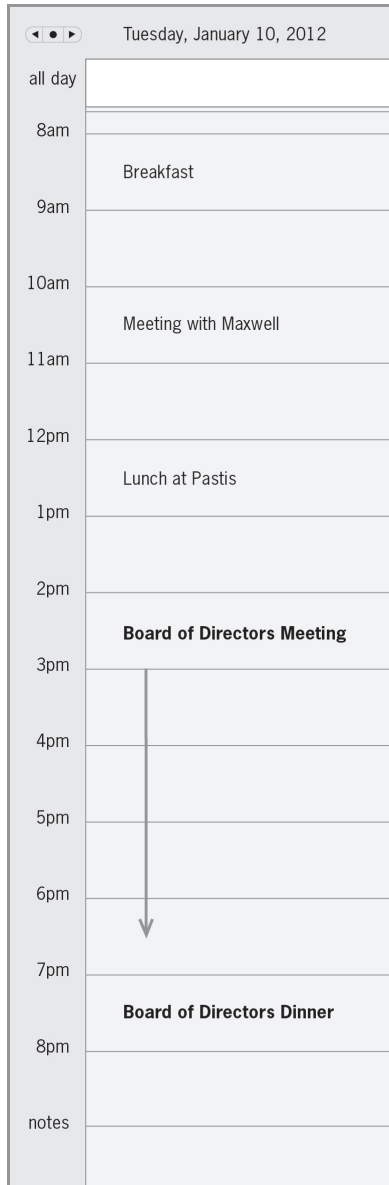 Tuesday, January 10, 2012
all day
8am
Breakfast
9am
10am
Meeting with Maxwell
11am
12pm
Lunch at Pastis
1pm
2pm
Board of Directors Meeting
3pm
4pm
5pm
6pm
7pm
Board of Directors Dinner
8pm
notes